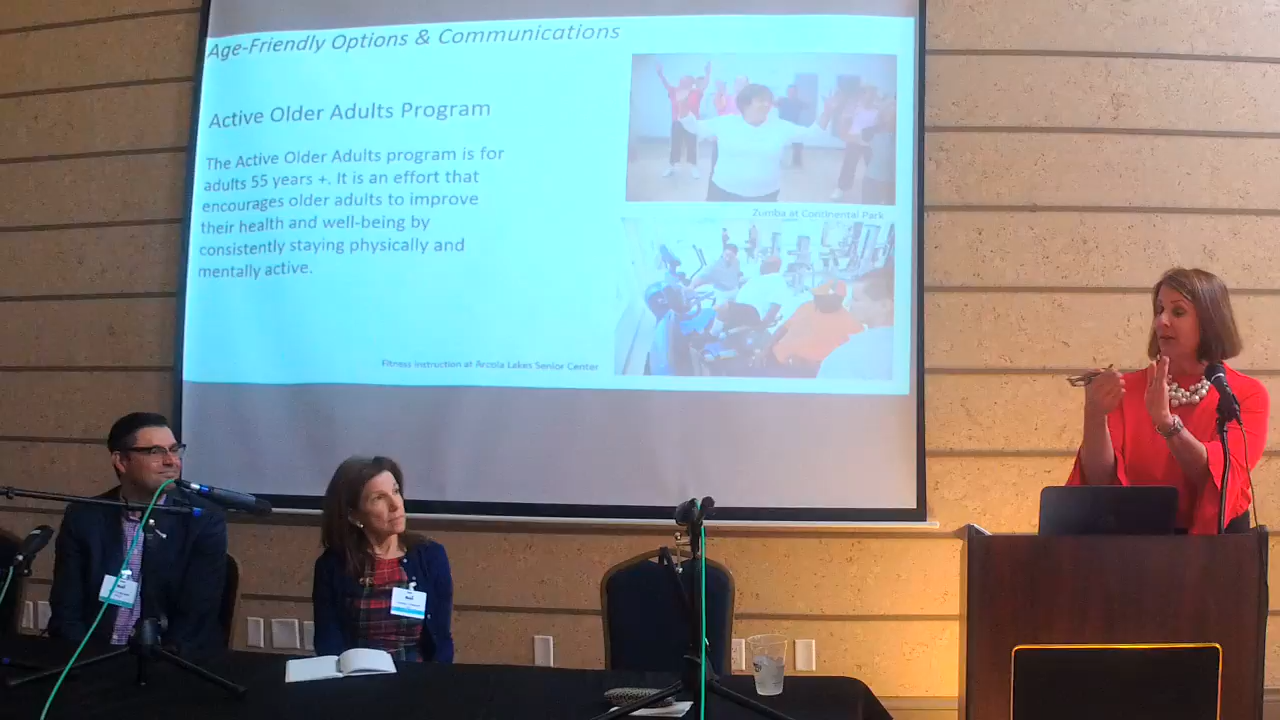 Age-Friendly Options & Communications
Active Older Adults Program
The Active Older Adults program is for
adults 55 years +. It is an effort that
encourages older adults to improve
their health and well-being by
consistently staying physically and
mentally active.
Zumba at Continental Park
Fitness instruction at Arcola Lakes Senior Center